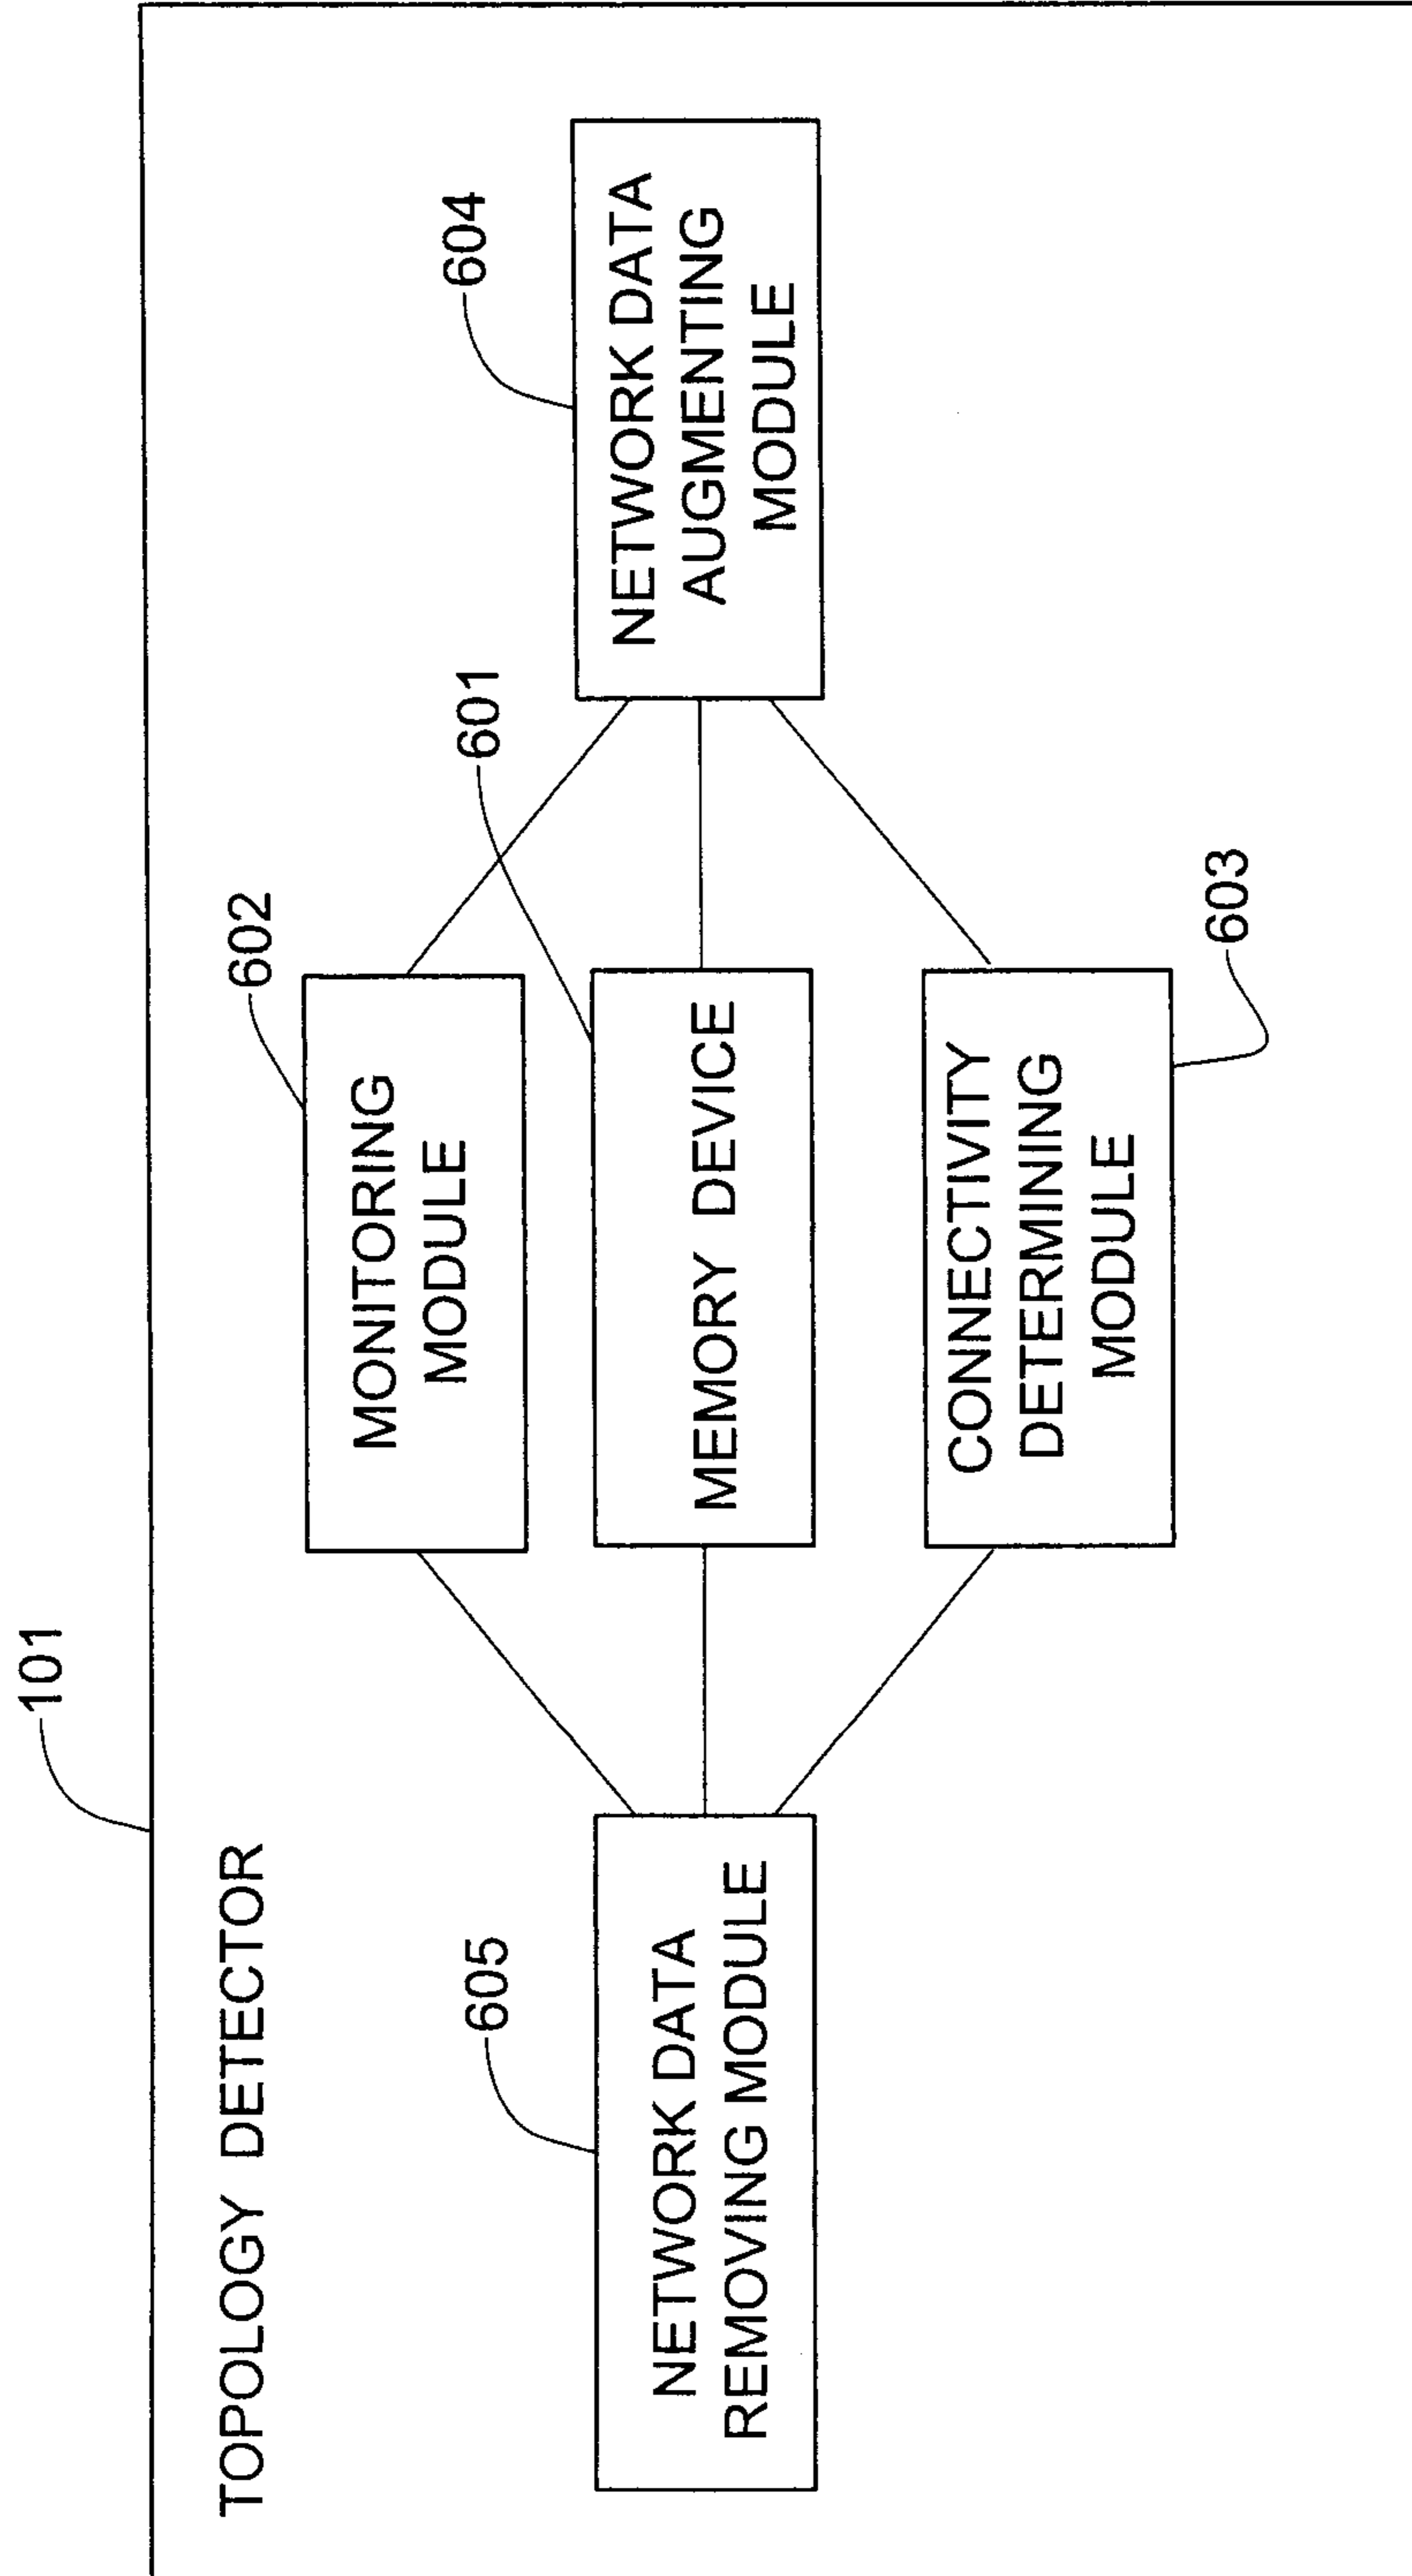 101
TOPOLOGY DETECTOR
602
MONITORING
MODULE
605
601
604
NETWORK DATA
REMOVING MODULE
MEMORY DEVICE
NETWORK DATA
AUGMENTING
MODULE
CONNECTIVITY
DETERMINING
MODULE
603